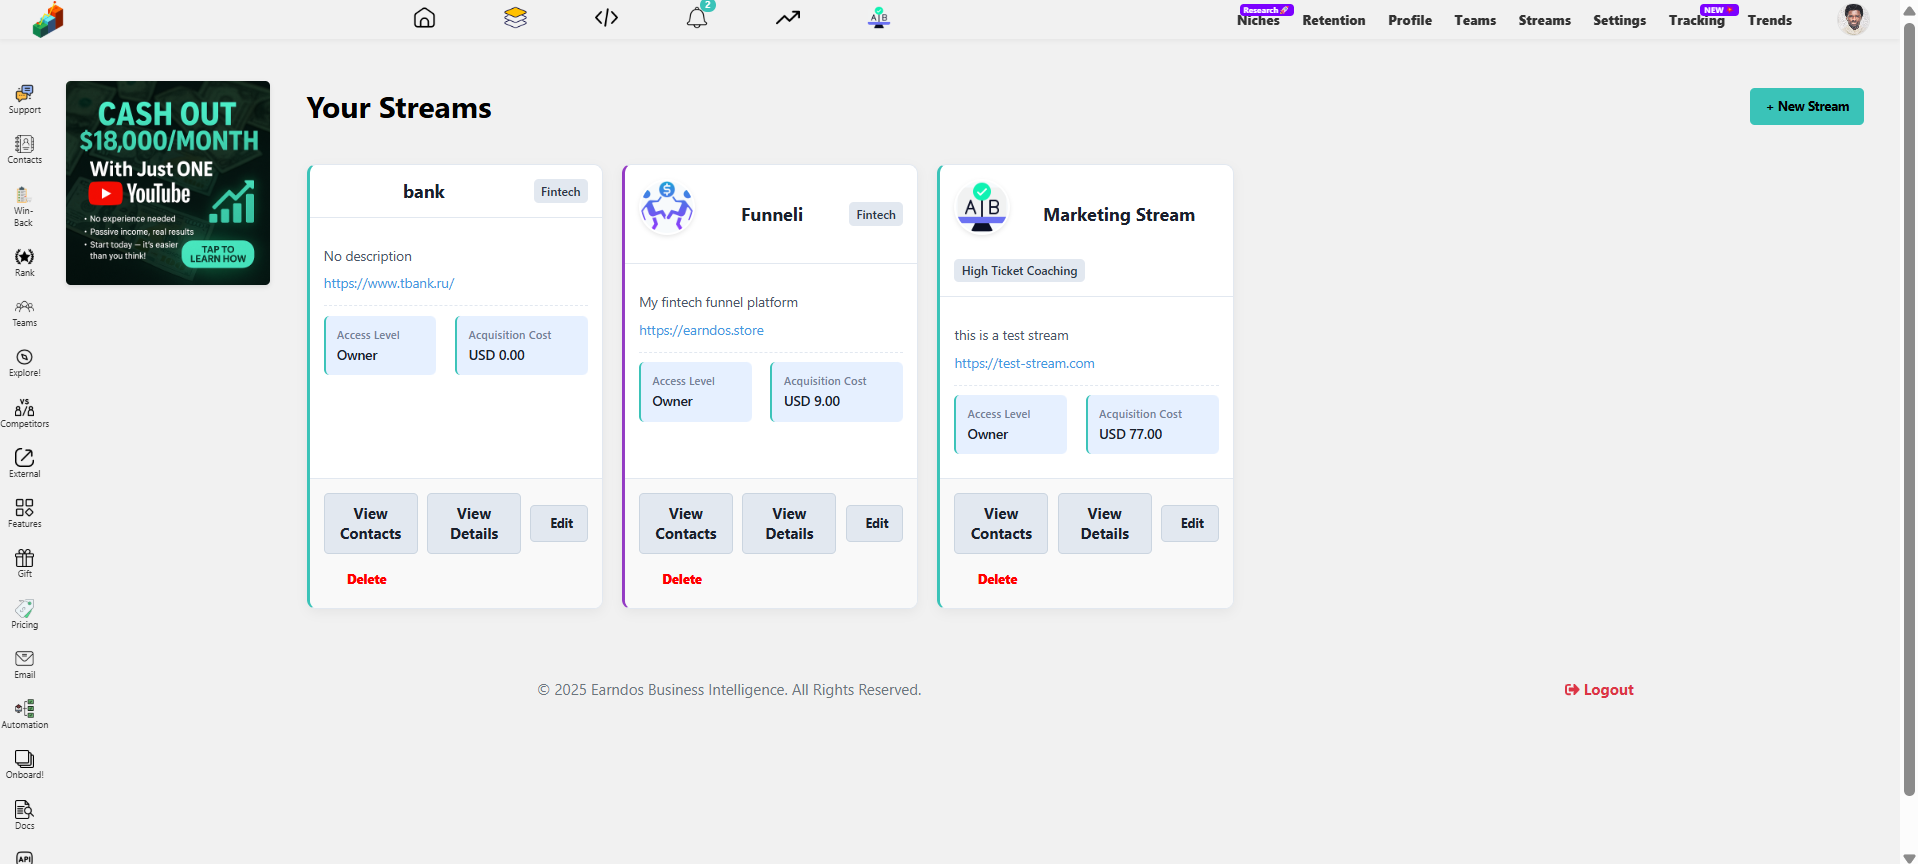 2
Research
Niches
Retention
Profile
Teams
Streams
Settings
NEW
Tracking
Trends
A|B
Support
Contacts
Win-
Back
Rank
Teams
Explore!
VS
Competitors
External
Features
Gift
Pricing
Email
Automation
Onboard!
Docs
API
CASH OUT
$18,000/MONTH
With Just ONE
YouTube
• No experience needed
• Passive income, real results
• Start today — it's easier
than you think!
TAP TO
LEARN HOW
Your Streams
+ New Stream
bank
Fintech
No description
https://www.tbank.ru/
Access Level
Owner
Acquisition Cost
USD 0.00
View
Contacts
View
Details
Edit
Delete
$
Funneli
Fintech
My fintech funnel platform
https://earndos.store
Access Level
Owner
Acquisition Cost
USD 9.00
View
Contacts
View
Details
Edit
Delete
A|B
Marketing Stream
High Ticket Coaching
this is a test stream
https://test-stream.com
Access Level
Owner
Acquisition Cost
USD 77.00
View
Contacts
View
Details
Edit
Delete
© 2025 Earndos Business Intelligence. All Rights Reserved.
Logout